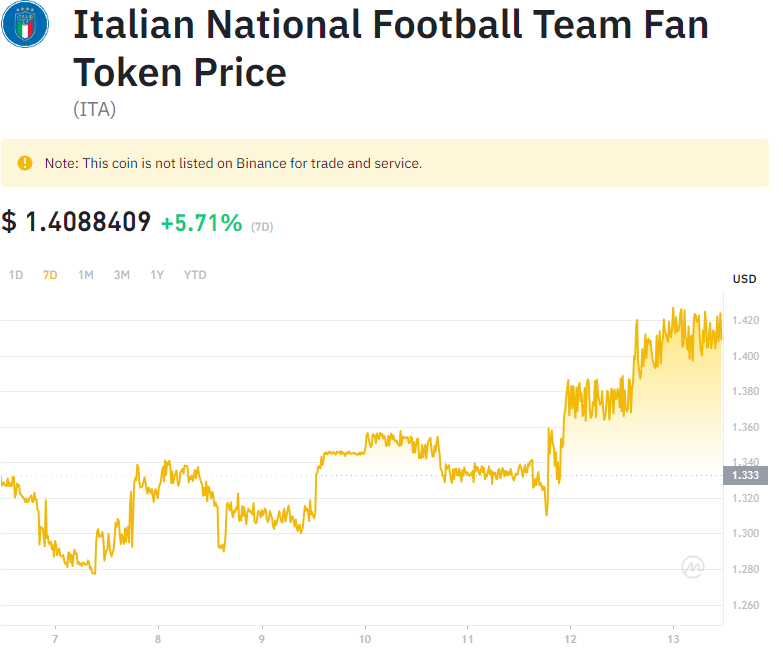 Italian National Football Team Fan
Token Price
(ITA)
Note: This coin is not listed on Binance for trade and service.
$ 1.4088409 +5.71% (7D)
1D 7D 1M 3M 1Y YTD
USD
1.420
1.400
1.380
1.360
1.340
1.333
1.320
1.300
1.280
1.260
7 8 9 10 11 12 13